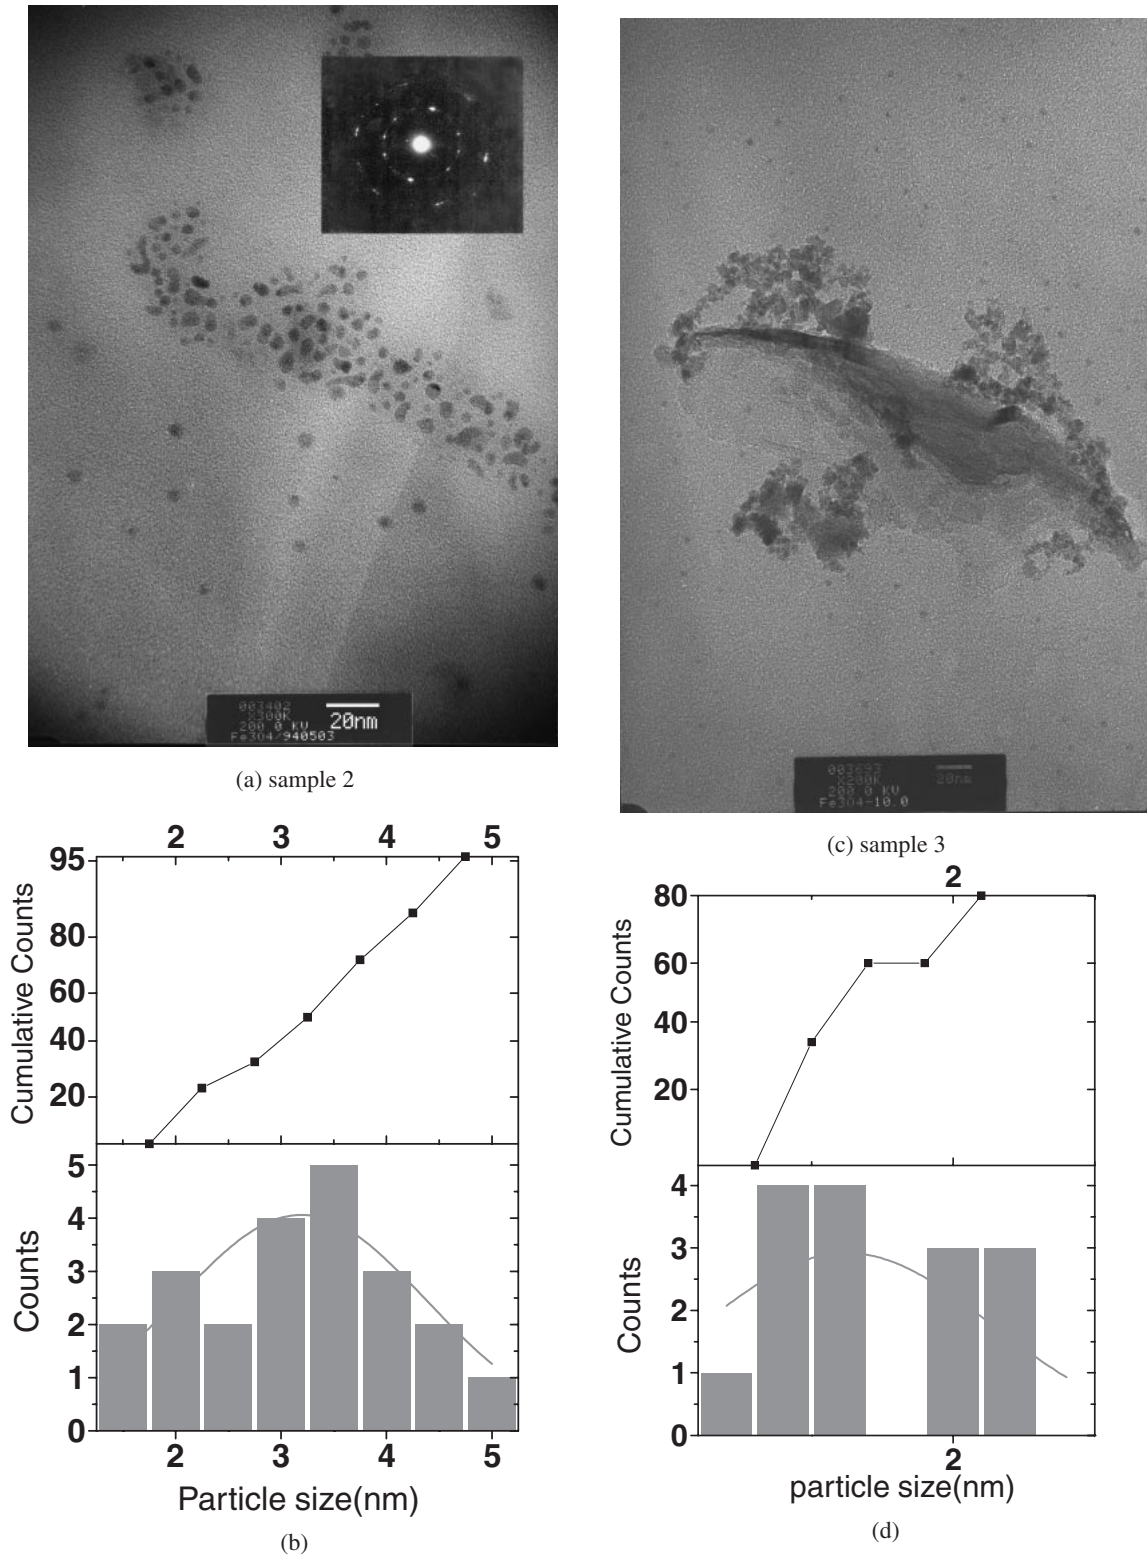 003402
X300K
200.0 KV
Fe3O4/940503
20nm
(a) sample 2
003693
X200K
200.0 KV
Fe3O4-10.0
20nm
(c) sample 3
2 3 4 5
95
80
60
40
20
Cumulative Counts
5
4
3
2
1
0
Counts
2 3 4 5
Particle size(nm)
(b)
2
80
60
40
20
Cumulative Counts
4
3
2
1
0
Counts
2
particle size(nm)
(d)